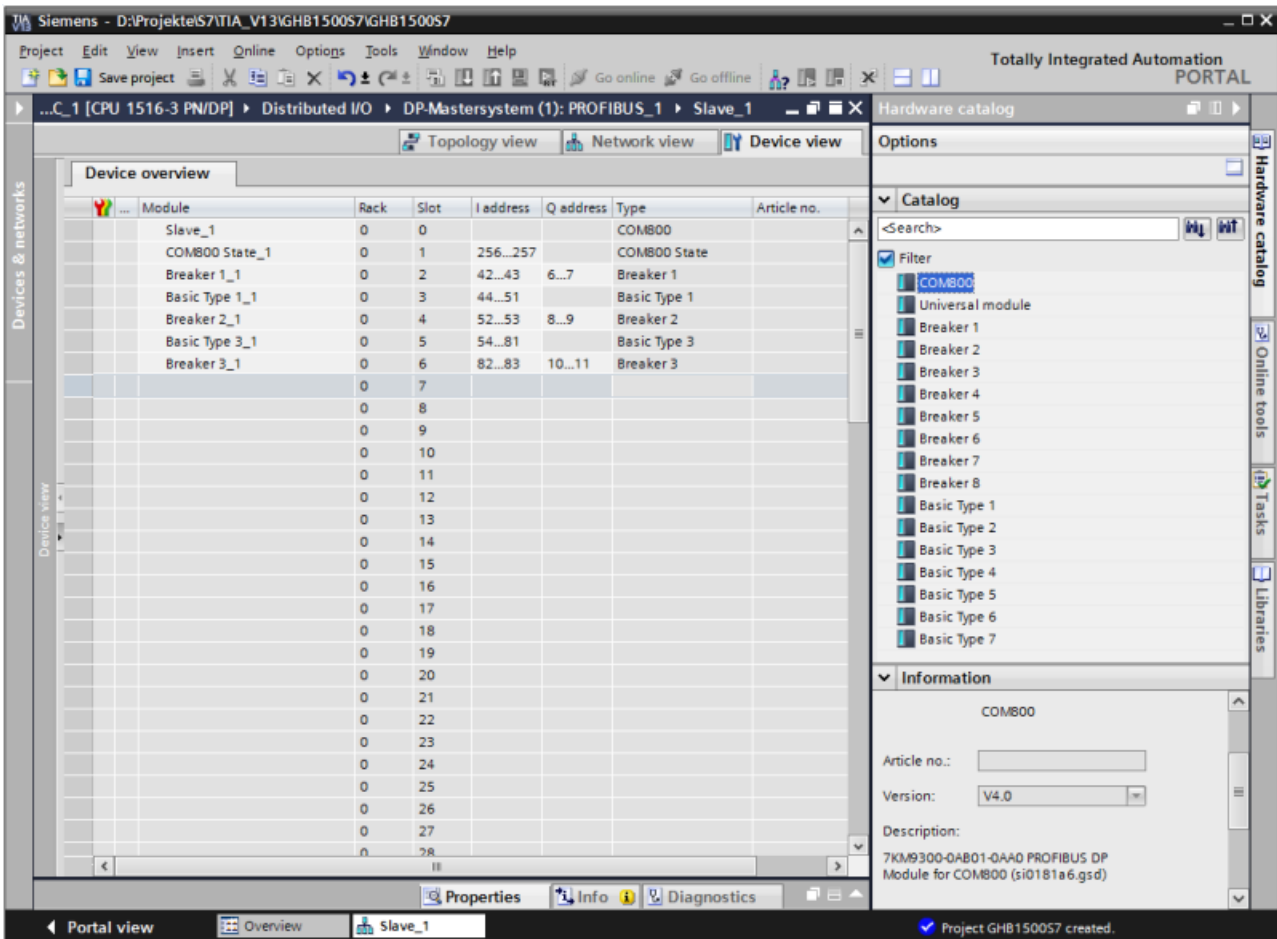 Siemens - D:\Projekte\S7\TIA_V13\GHB1500S7\GHB1500S7
Project Edit View Insert Online Options Tools Window Help
Totally Integrated Automation
PORTAL
Save project
Go online
Go offline
...C_1 [CPU 1516-3 PN/DP] Distributed I/O DP-Mastersystem (1): PROFIBUS_1 Slave_1
Topology view
Network view
Device view
Device overview
... Module Rack Slot I address Q address Type Article no.
Slave_1 0 0 COM800
COM800 State_1 0 1 256...257 COM800 State
Breaker 1_1 0 2 42...43 6...7 Breaker 1
Basic Type 1_1 0 3 44...51 Basic Type 1
Breaker 2_1 0 4 52...53 8...9 Breaker 2
Basic Type 3_1 0 5 54...81 Basic Type 3
Breaker 3_1 0 6 82...83 10...11 Breaker 3
0 7
0 8
0 9
0 10
0 11
0 12
0 13
0 14
0 15
0 16
0 17
0 18
0 19
0 20
0 21
0 22
0 23
0 24
0 25
0 26
0 27
0 28
Devices & networks
Device view
Properties
Info
Diagnostics
Hardware catalog
Options
Catalog
<Search>
Filter
COM800
Universal module
Breaker 1
Breaker 2
Breaker 3
Breaker 4
Breaker 5
Breaker 6
Breaker 7
Breaker 8
Basic Type 1
Basic Type 2
Basic Type 3
Basic Type 4
Basic Type 5
Basic Type 6
Basic Type 7
Information
COM800
Article no.:
Version: V4.0
Description:
7KM9300-0AB01-0AA0 PROFIBUS DP
Module for COM800 (si0181a6.gsd)
Hardware catalog
Online tools
Tasks
Libraries
Portal view
Overview
Slave_1
Project GHB1500S7 created.